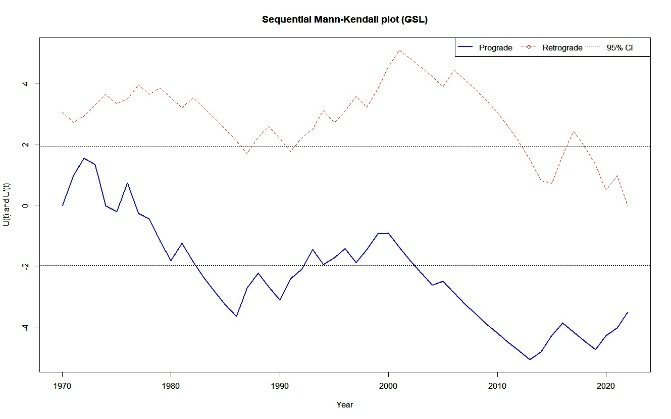 Sequential Mann-Kendall plot (GSL)
Prograde Retrograde 95% CI
4
2
0
-2
-4
U(t) and U'(t)
1970 1980 1990 2000 2010 2020
Year